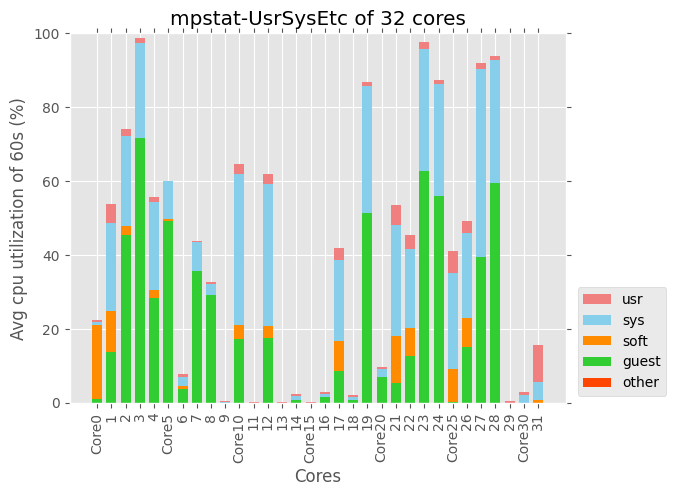 mpstat-UsrSysEtc of 32 cores
Avg cpu utilization of 60s (%)
100
80
60
40
20
0
Core0
1
2
3
4
Core5
6
7
8
9
Core10
11
12
13
14
Core15
16
17
18
19
Core20
21
22
23
24
Core25
26
27
28
29
Core30
31
Cores
usr
sys
soft
guest
other